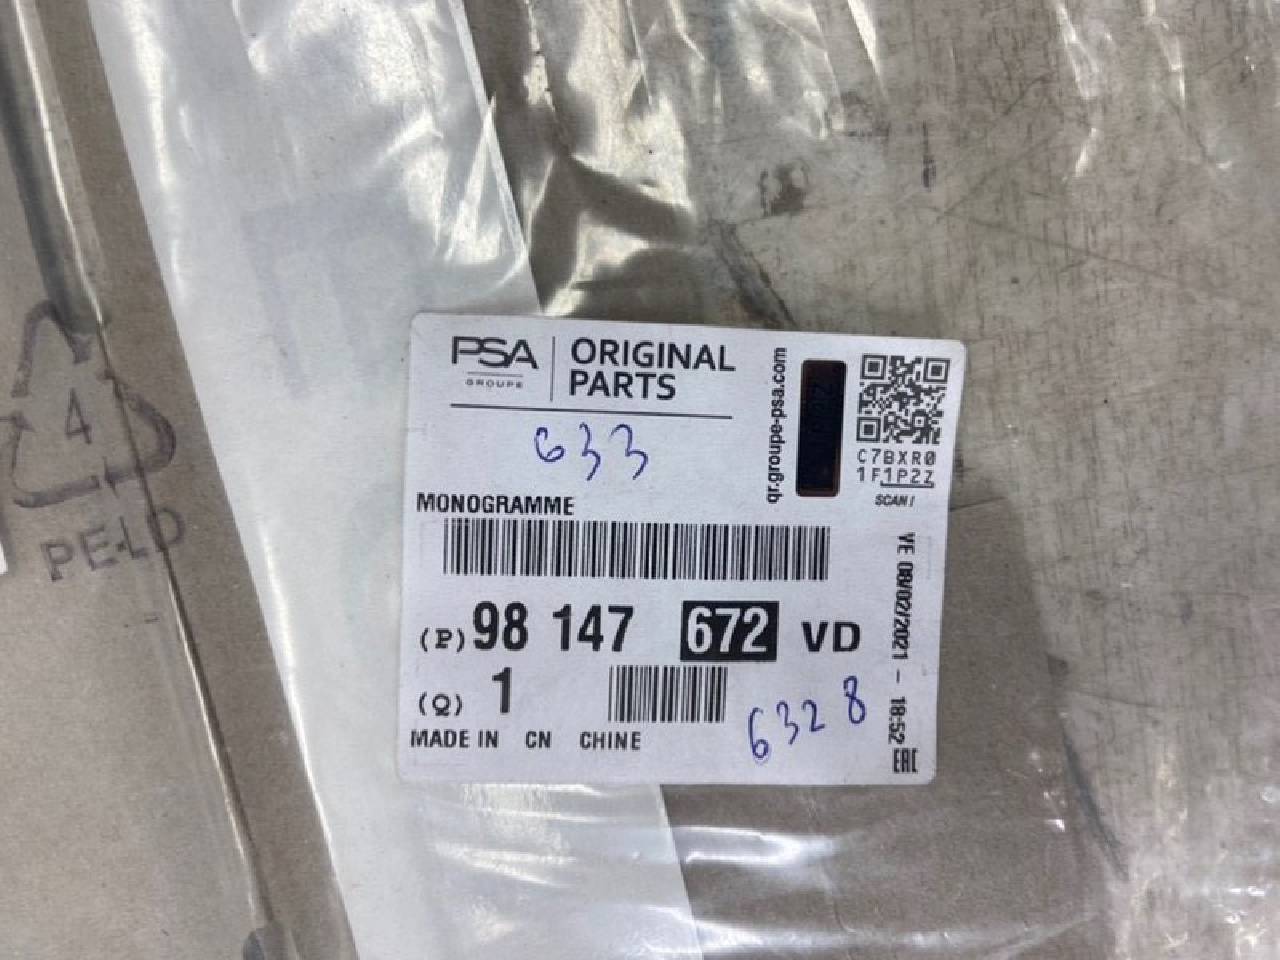 PSA
GROUPE
ORIGINAL
PARTS
qr.groupe-psa.com
C7BXR0
1F1P2Z
SCAN !
633
MONOGRAMME
(P) 98 147 672 VD
(Q) 1
6328
MADE IN CN CHINE
VE 08/02/2021 - 18:52
EAC
4
PE-LD